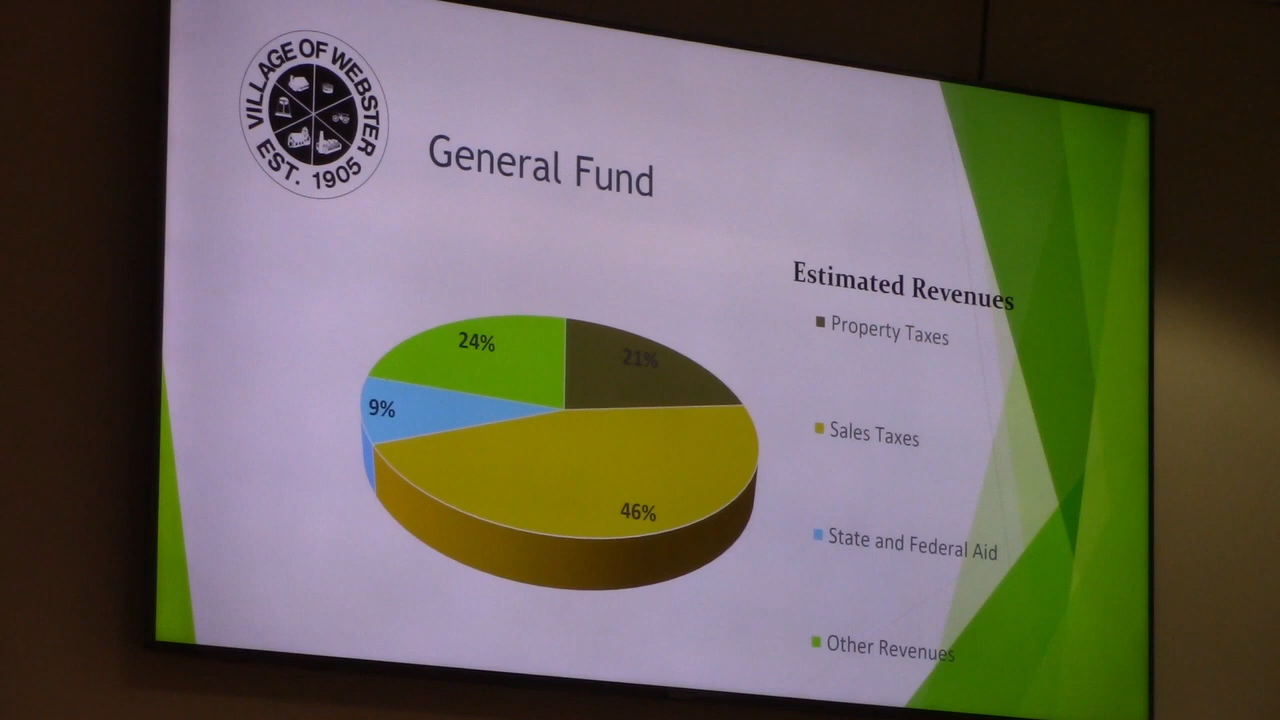 VILLAGE OF WEBSTER
EST. 1905
General Fund
Estimated Revenues
Property Taxes
Sales Taxes
State and Federal Aid
Other Revenues
24%
21%
9%
46%